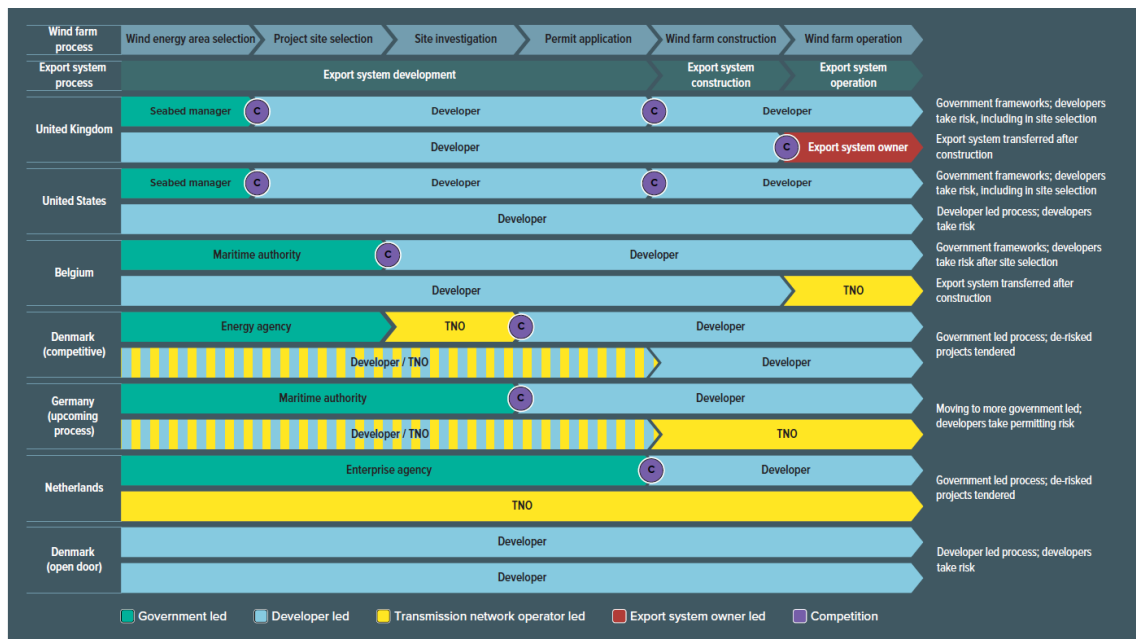 Wind farm
process
Wind energy area selection
Project site selection
Site investigation
Permit application
Wind farm construction
Wind farm operation
Export system
process
Export system development
Export system
construction
Export system
operation
United Kingdom
Seabed manager
C
Developer
C
Developer
Government frameworks; developers
take risk, including in site selection
Developer
C
Export system owner
Export system transferred after
construction
United States
Seabed manager
C
Developer
C
Developer
Government frameworks; developers
take risk, including in site selection
Developer
Developer led process; developers
take risk
Belgium
Maritime authority
C
Developer
Government frameworks; developers
take risk after site selection
Developer
TNO
Export system transferred after
construction
Denmark
(competitive)
Energy agency
TNO
C
Developer
Developer / TNO
Developer
Government led process; de-risked
projects tendered
Germany
(upcoming
process)
Maritime authority
C
Developer
Developer / TNO
TNO
Moving to more government led;
developers take permitting risk
Netherlands
Enterprise agency
C
Developer
TNO
Government led process; de-risked
projects tendered
Denmark
(open door)
Developer
Developer
Developer led process; developers
take risk
Government led
Developer led
Transmission network operator led
Export system owner led
Competition